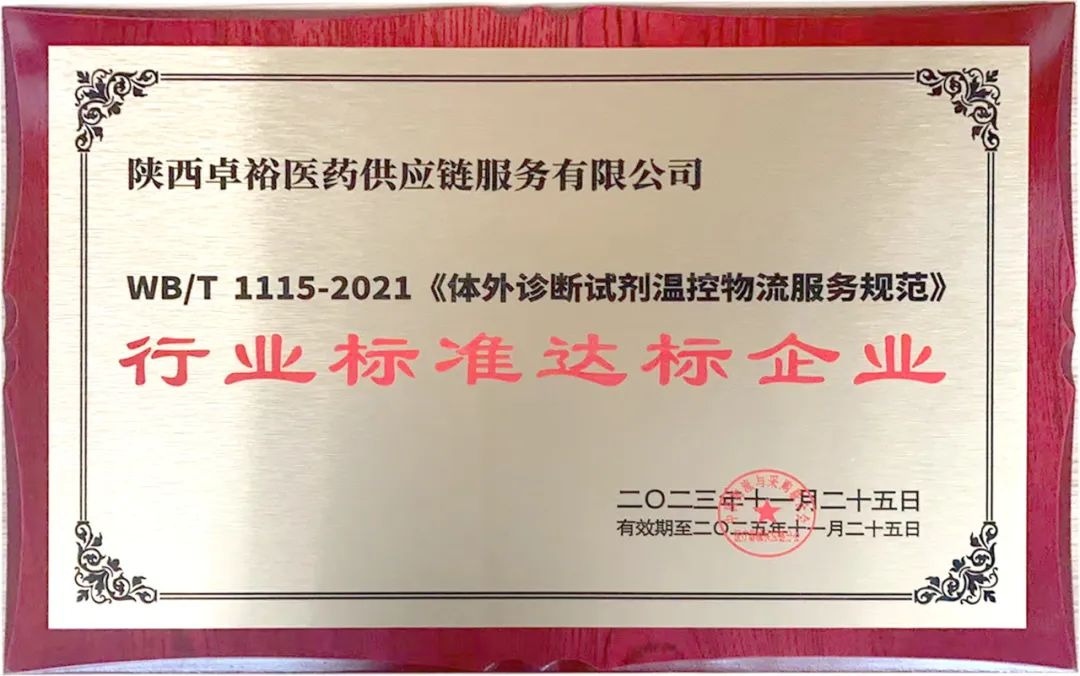 陕西卓裕医药供应链服务有限公司
WB/T 1115-2021《体外诊断试剂温控物流服务规范》
行业标准达标企业
二〇二三年十一月二十五日
有效期至二〇二五年十一月二十五日